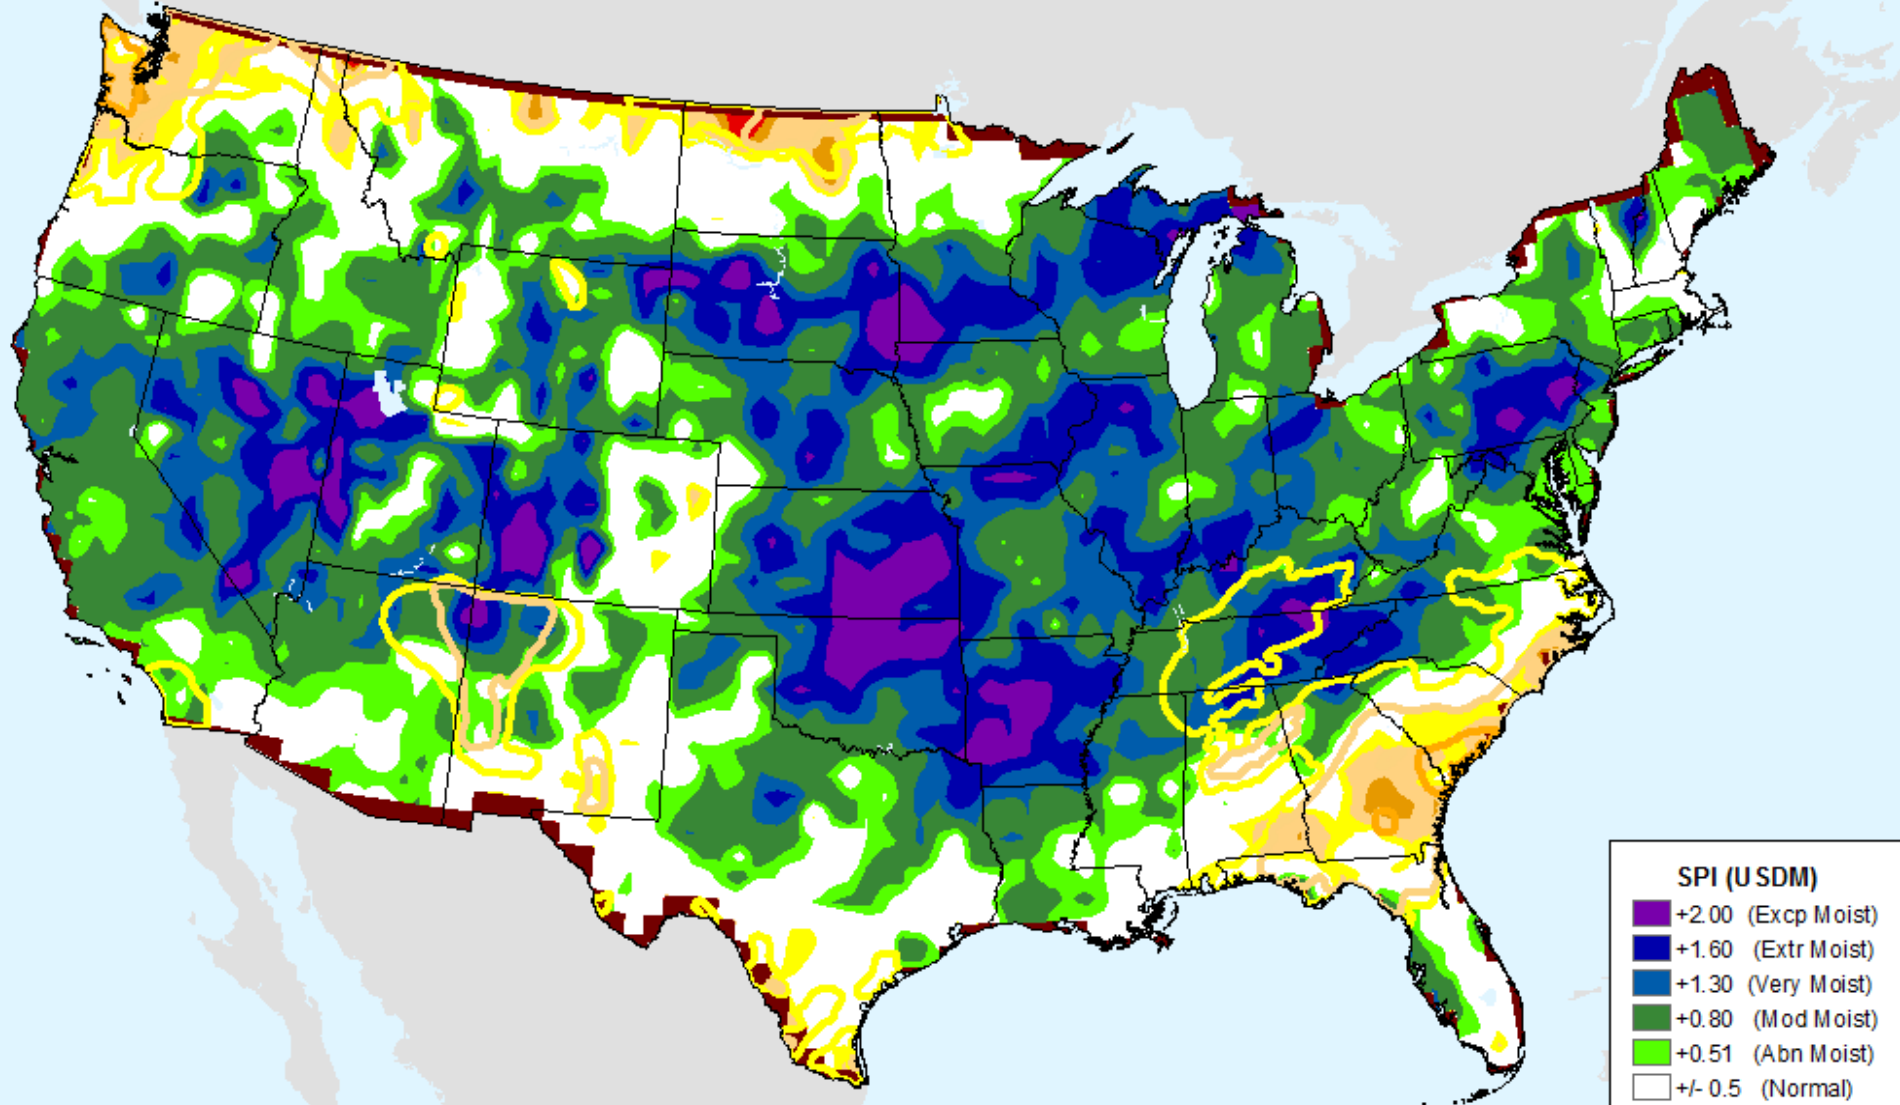 SPI (USDM)
+2.00 (Excp Moist)
+1.60 (Extr Moist)
+1.30 (Very Moist)
+0.80 (Mod Moist)
+0.51 (Abn Moist)
+/- 0.5 (Normal)